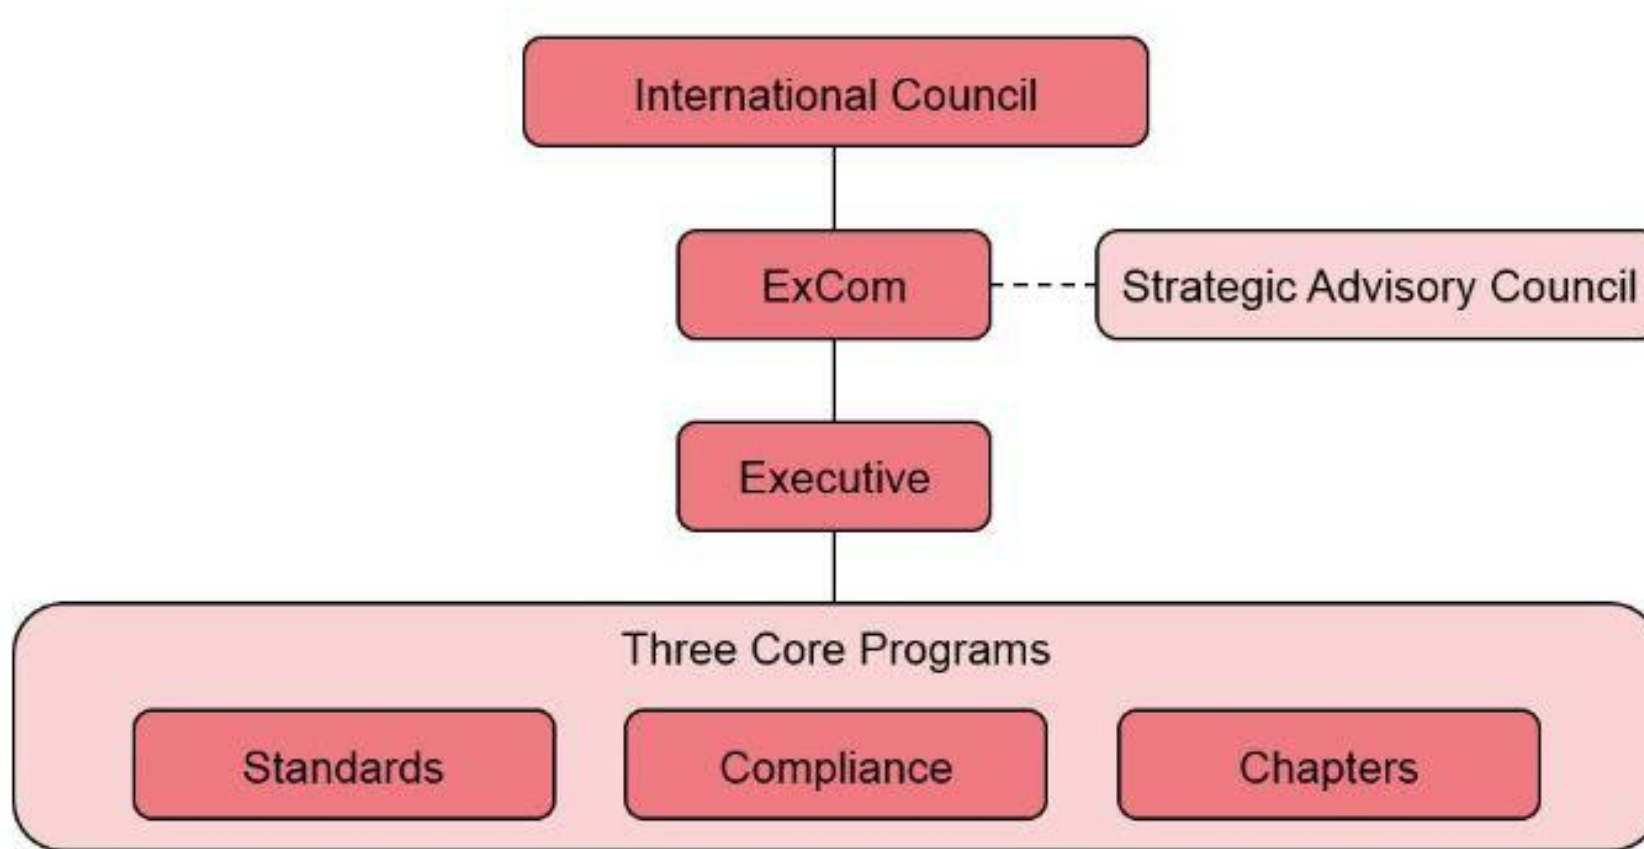 International Council
ExCom
Strategic Advisory Council
Executive
Three Core Programs
Standards
Compliance
Chapters